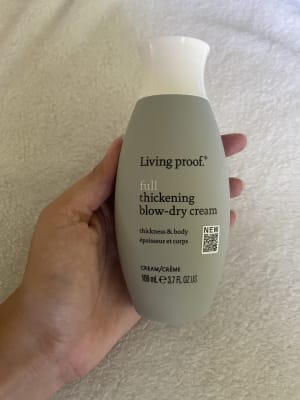 Living proof.®
full
thickening
blow-dry cream
thickness & body
épaisseur et corps
NEW
CREAM/CRÈME
109 mL ℮ 3.7 FL OZ US